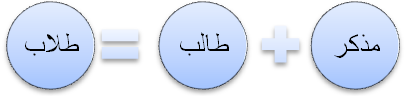 مذكر + طالب = طلاب